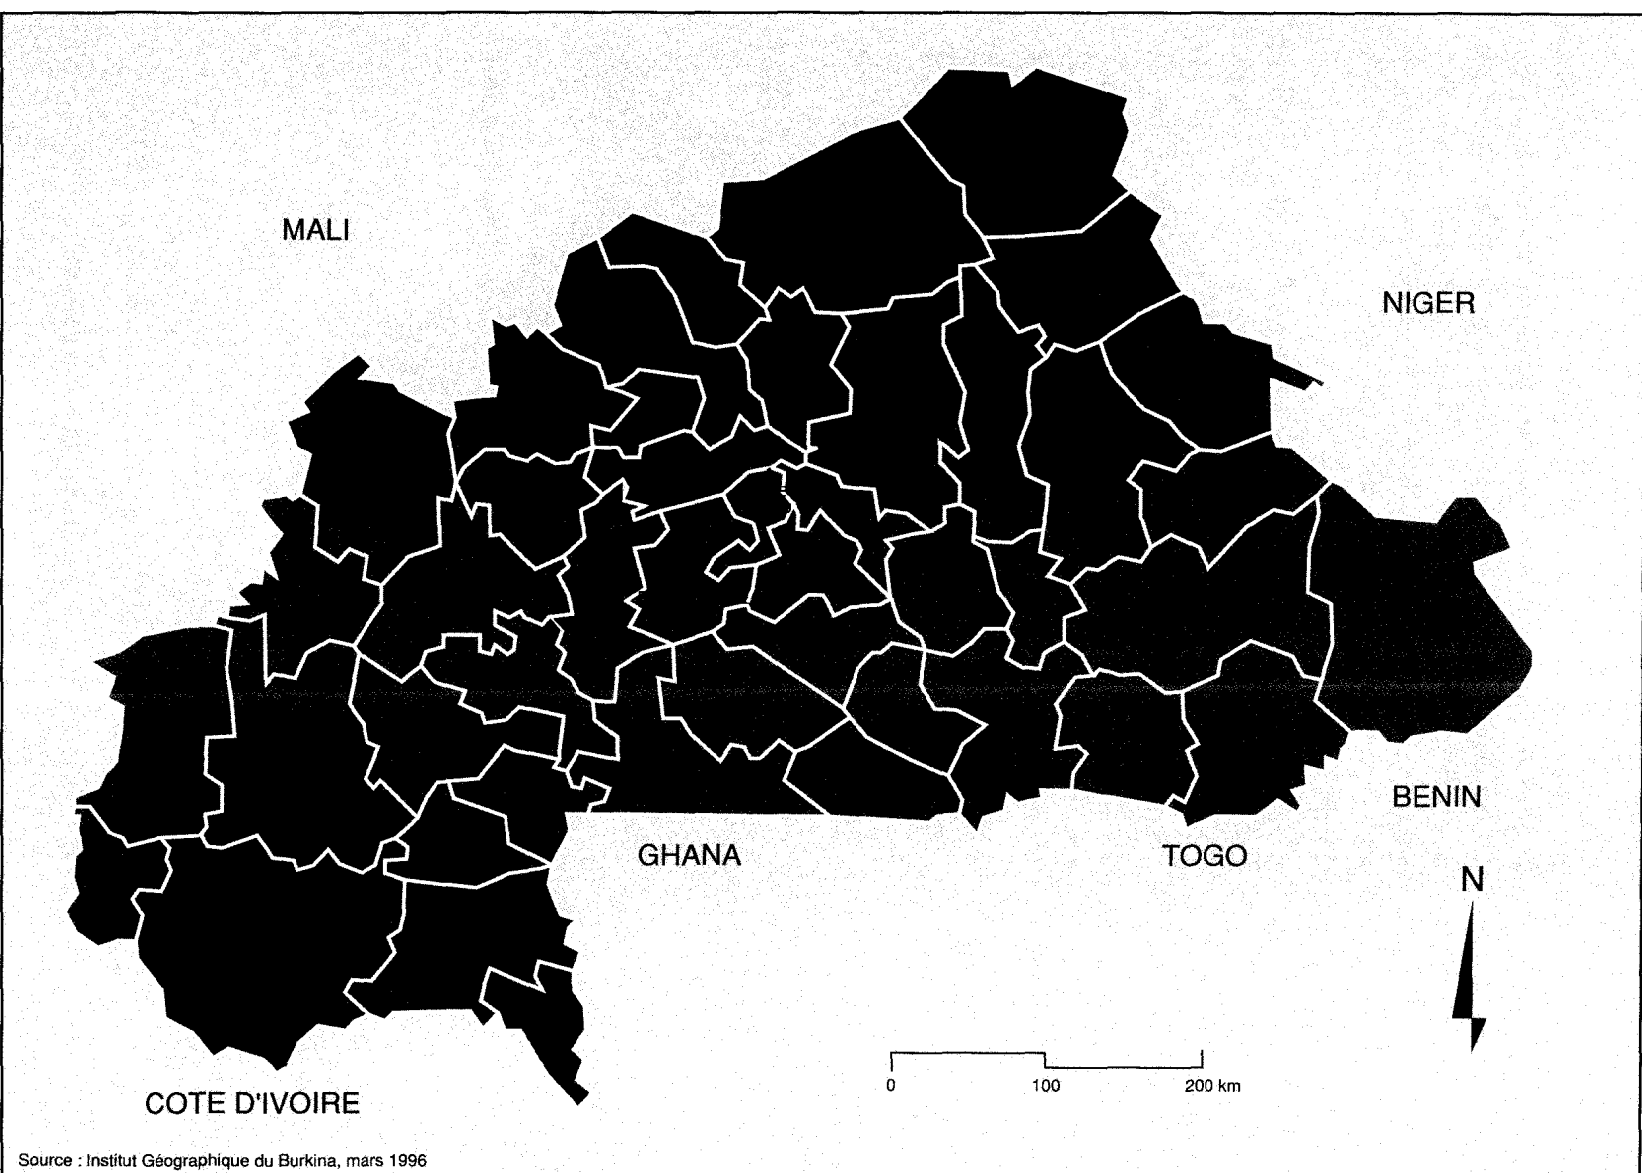 MALI
NIGER
BENIN
GHANA
TOGO
N
0 100 200 km
COTE D'IVOIRE
Source : Institut Géographique du Burkina, mars 1996